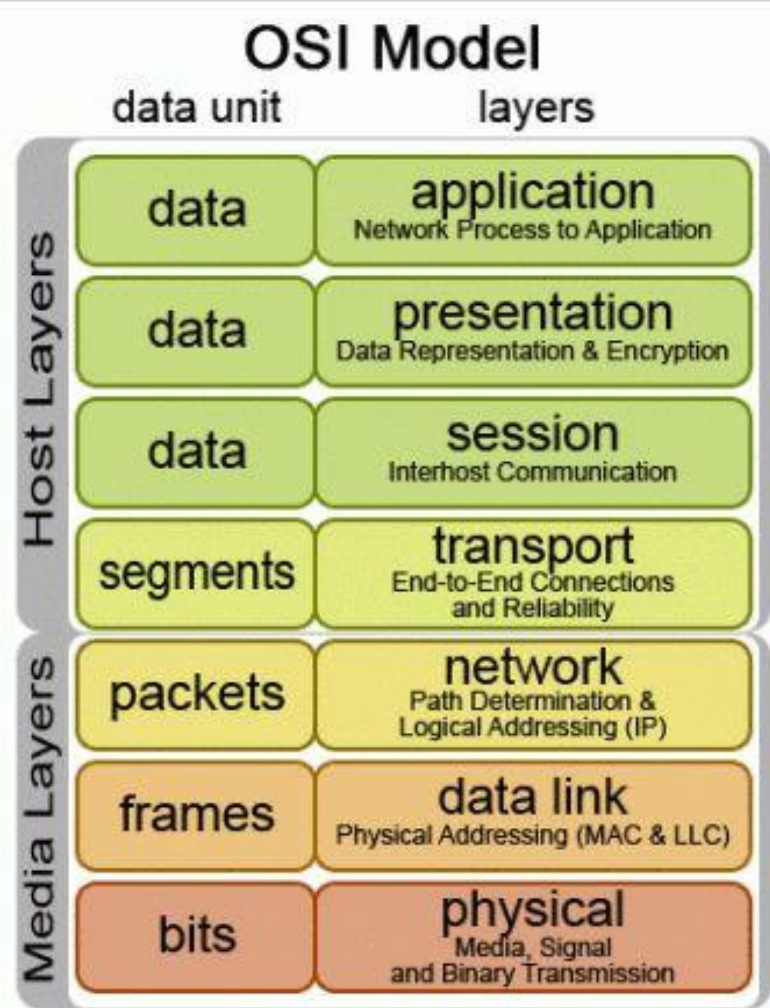 OSI Model
data unit layers
Host Layers
data application
Network Process to Application
data presentation
Data Representation & Encryption
data session
Interhost Communication
segments transport
End-to-End Connections
and Reliability
Media Layers
packets network
Path Determination &
Logical Addressing (IP)
frames data link
Physical Addressing (MAC & LLC)
bits physical
Media, Signal
and Binary Transmission